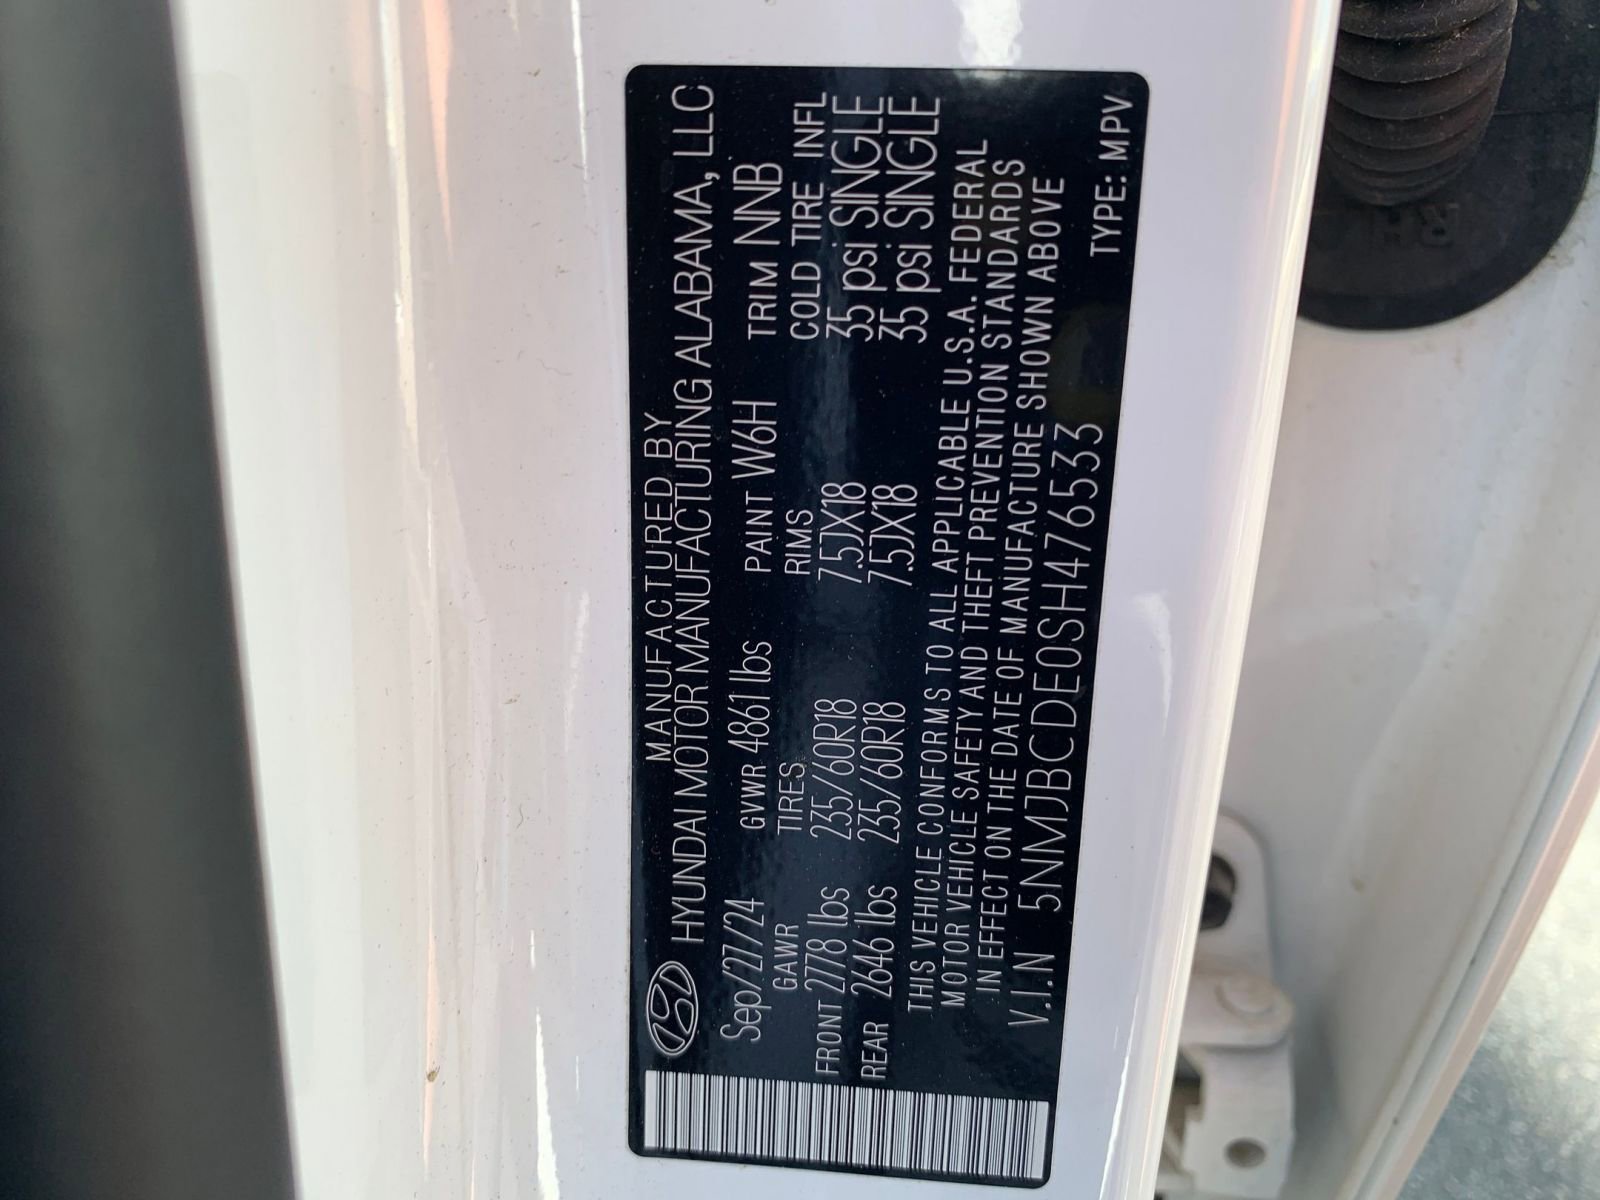 MANUFACTURED BY
HYUNDAI MOTOR MANUFACTURING ALABAMA, LLC
Sep/27/24 GVWR 4861 lbs PAINT W6H TRIM NNB
GAWR TIRES RIMS COLD TIRE INFL
FRONT 2778 lbs 235/60R18 7.5JX18 35 psi SINGLE
REAR 2646 lbs 235/60R18 7.5JX18 35 psi SINGLE
THIS VEHICLE CONFORMS TO ALL APPLICABLE U.S.A. FEDERAL
MOTOR VEHICLE SAFETY AND THEFT PREVENTION STANDARDS
IN EFFECT ON THE DATE OF MANUFACTURE SHOWN ABOVE
V.I.N 5NMJBCDE0SH476533 TYPE: MPV